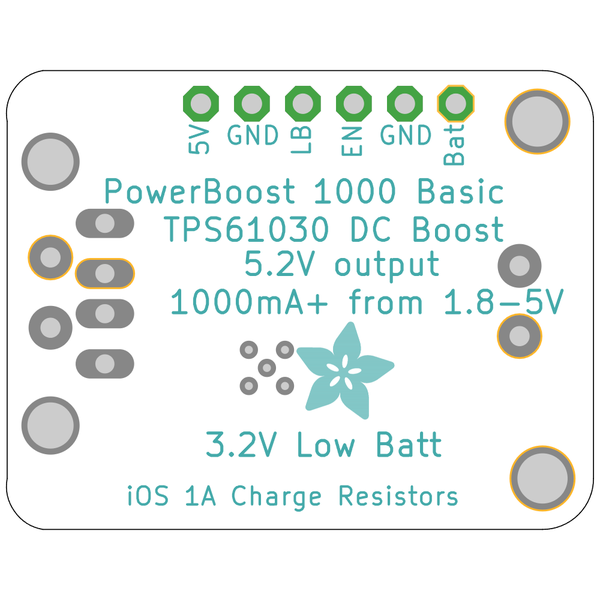 5V GND LB EN GND Bat
PowerBoost 1000 Basic
TPS61030 DC Boost
5.2V output
1000mA+ from 1.8-5V
3.2V Low Batt
iOS 1A Charge Resistors